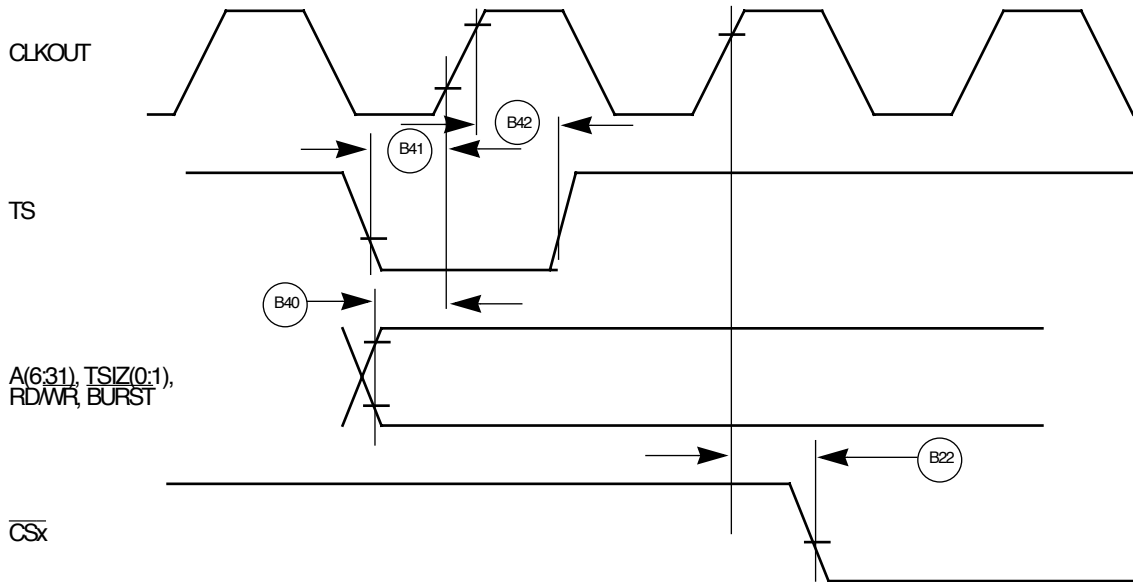 CLKOUT
B42
B41
TS
B40
A(6:31), TSIZ(0:1),
RD/WR, BURST
B22
CSx